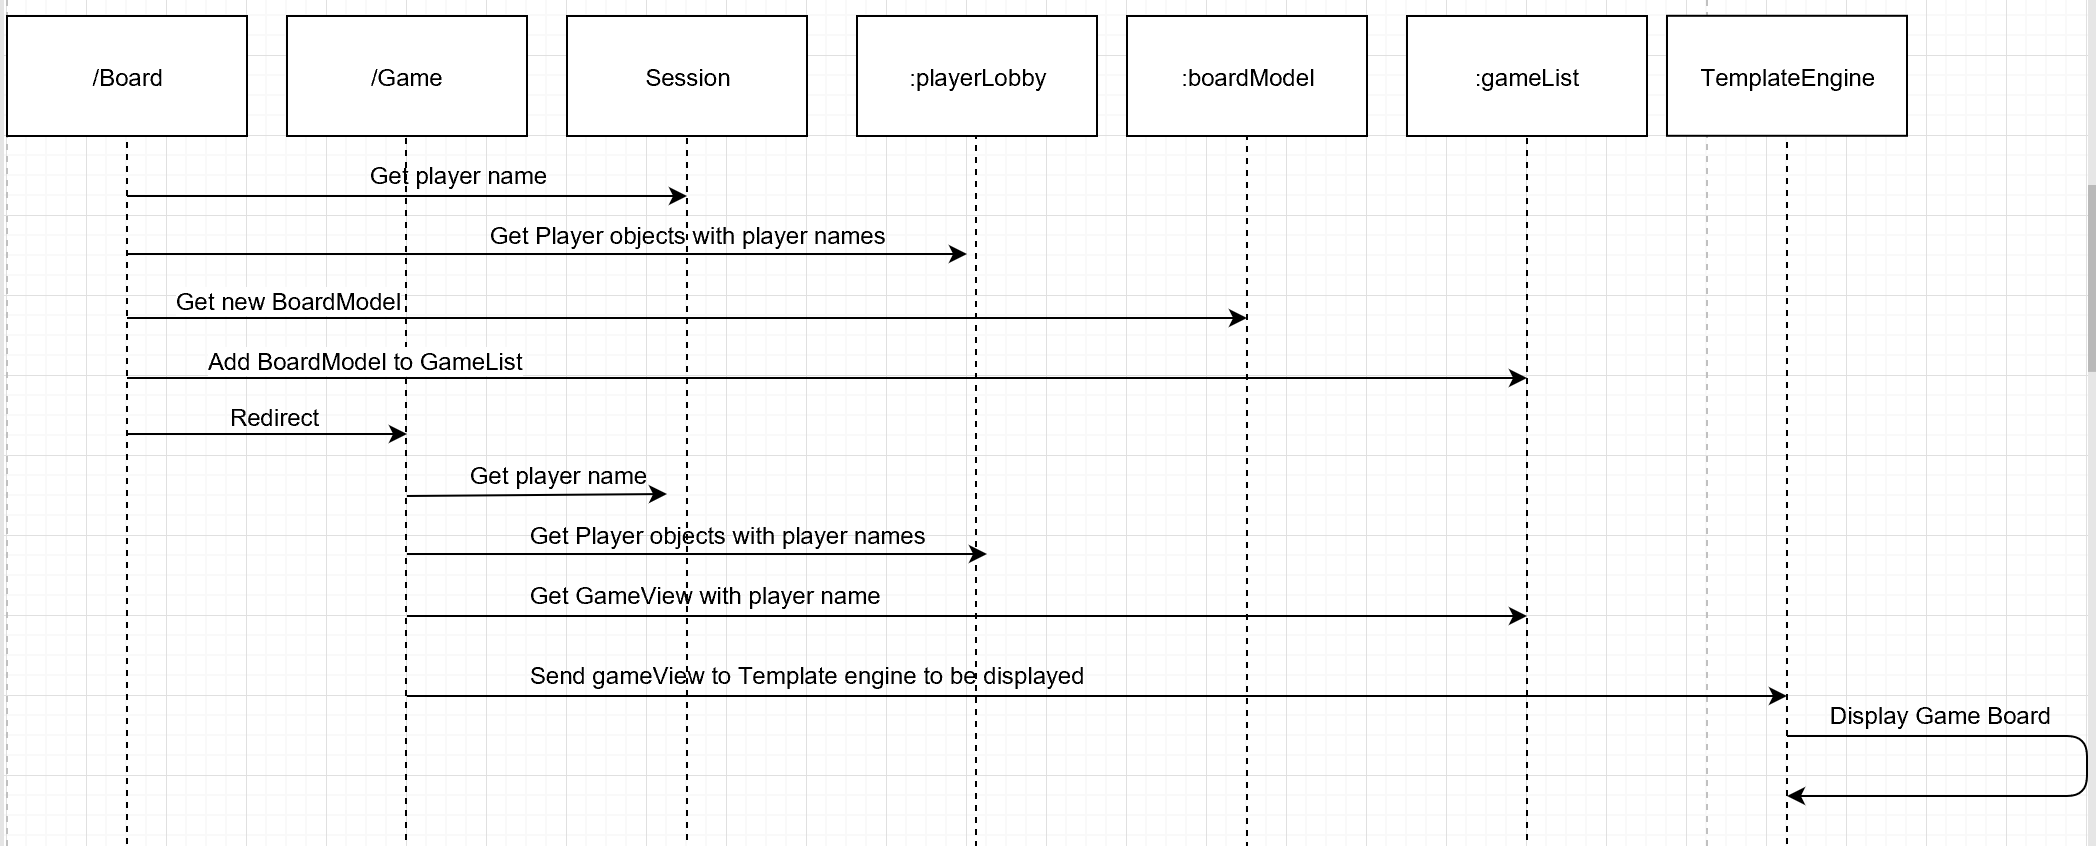 /Board
/Game
Session
:playerLobby
:boardModel
:gameList
TemplateEngine
Get player name
Get Player objects with player names
Get new BoardModel
Add BoardModel to GameList
Redirect
Get player name
Get Player objects with player names
Get GameView with player name
Send gameView to Template engine to be displayed
Display Game Board